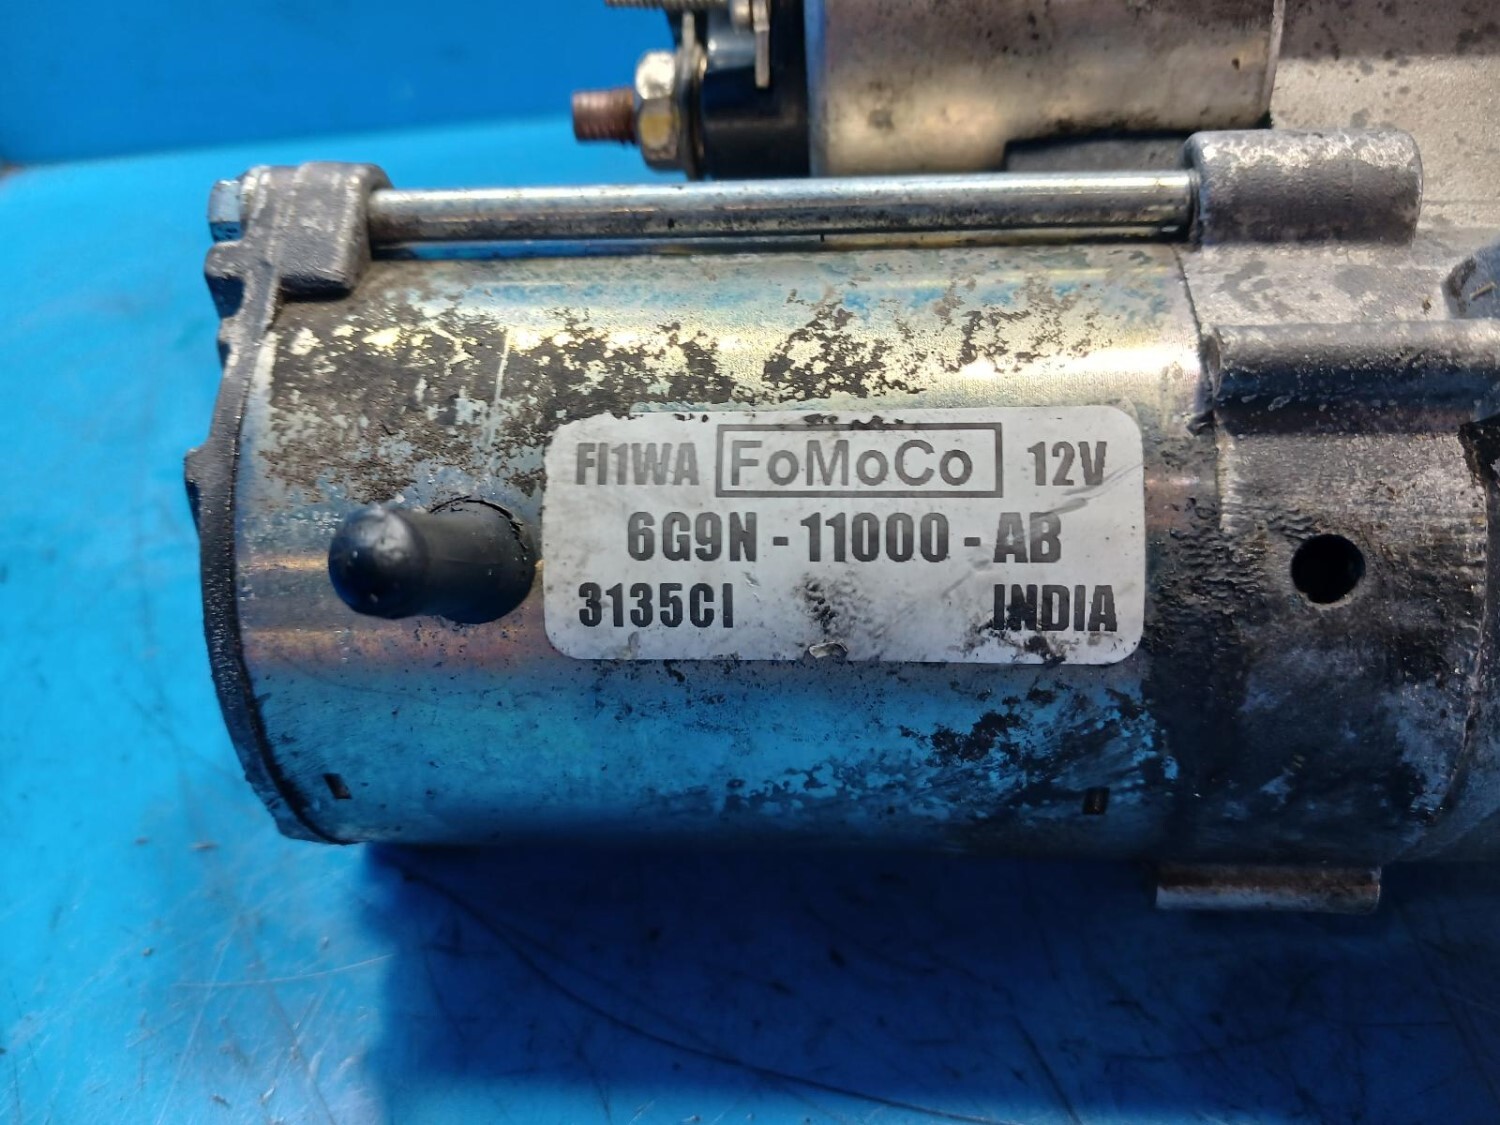 FI1WA FoMoCo 12V
6G9N - 11000 - AB
3135CI INDIA